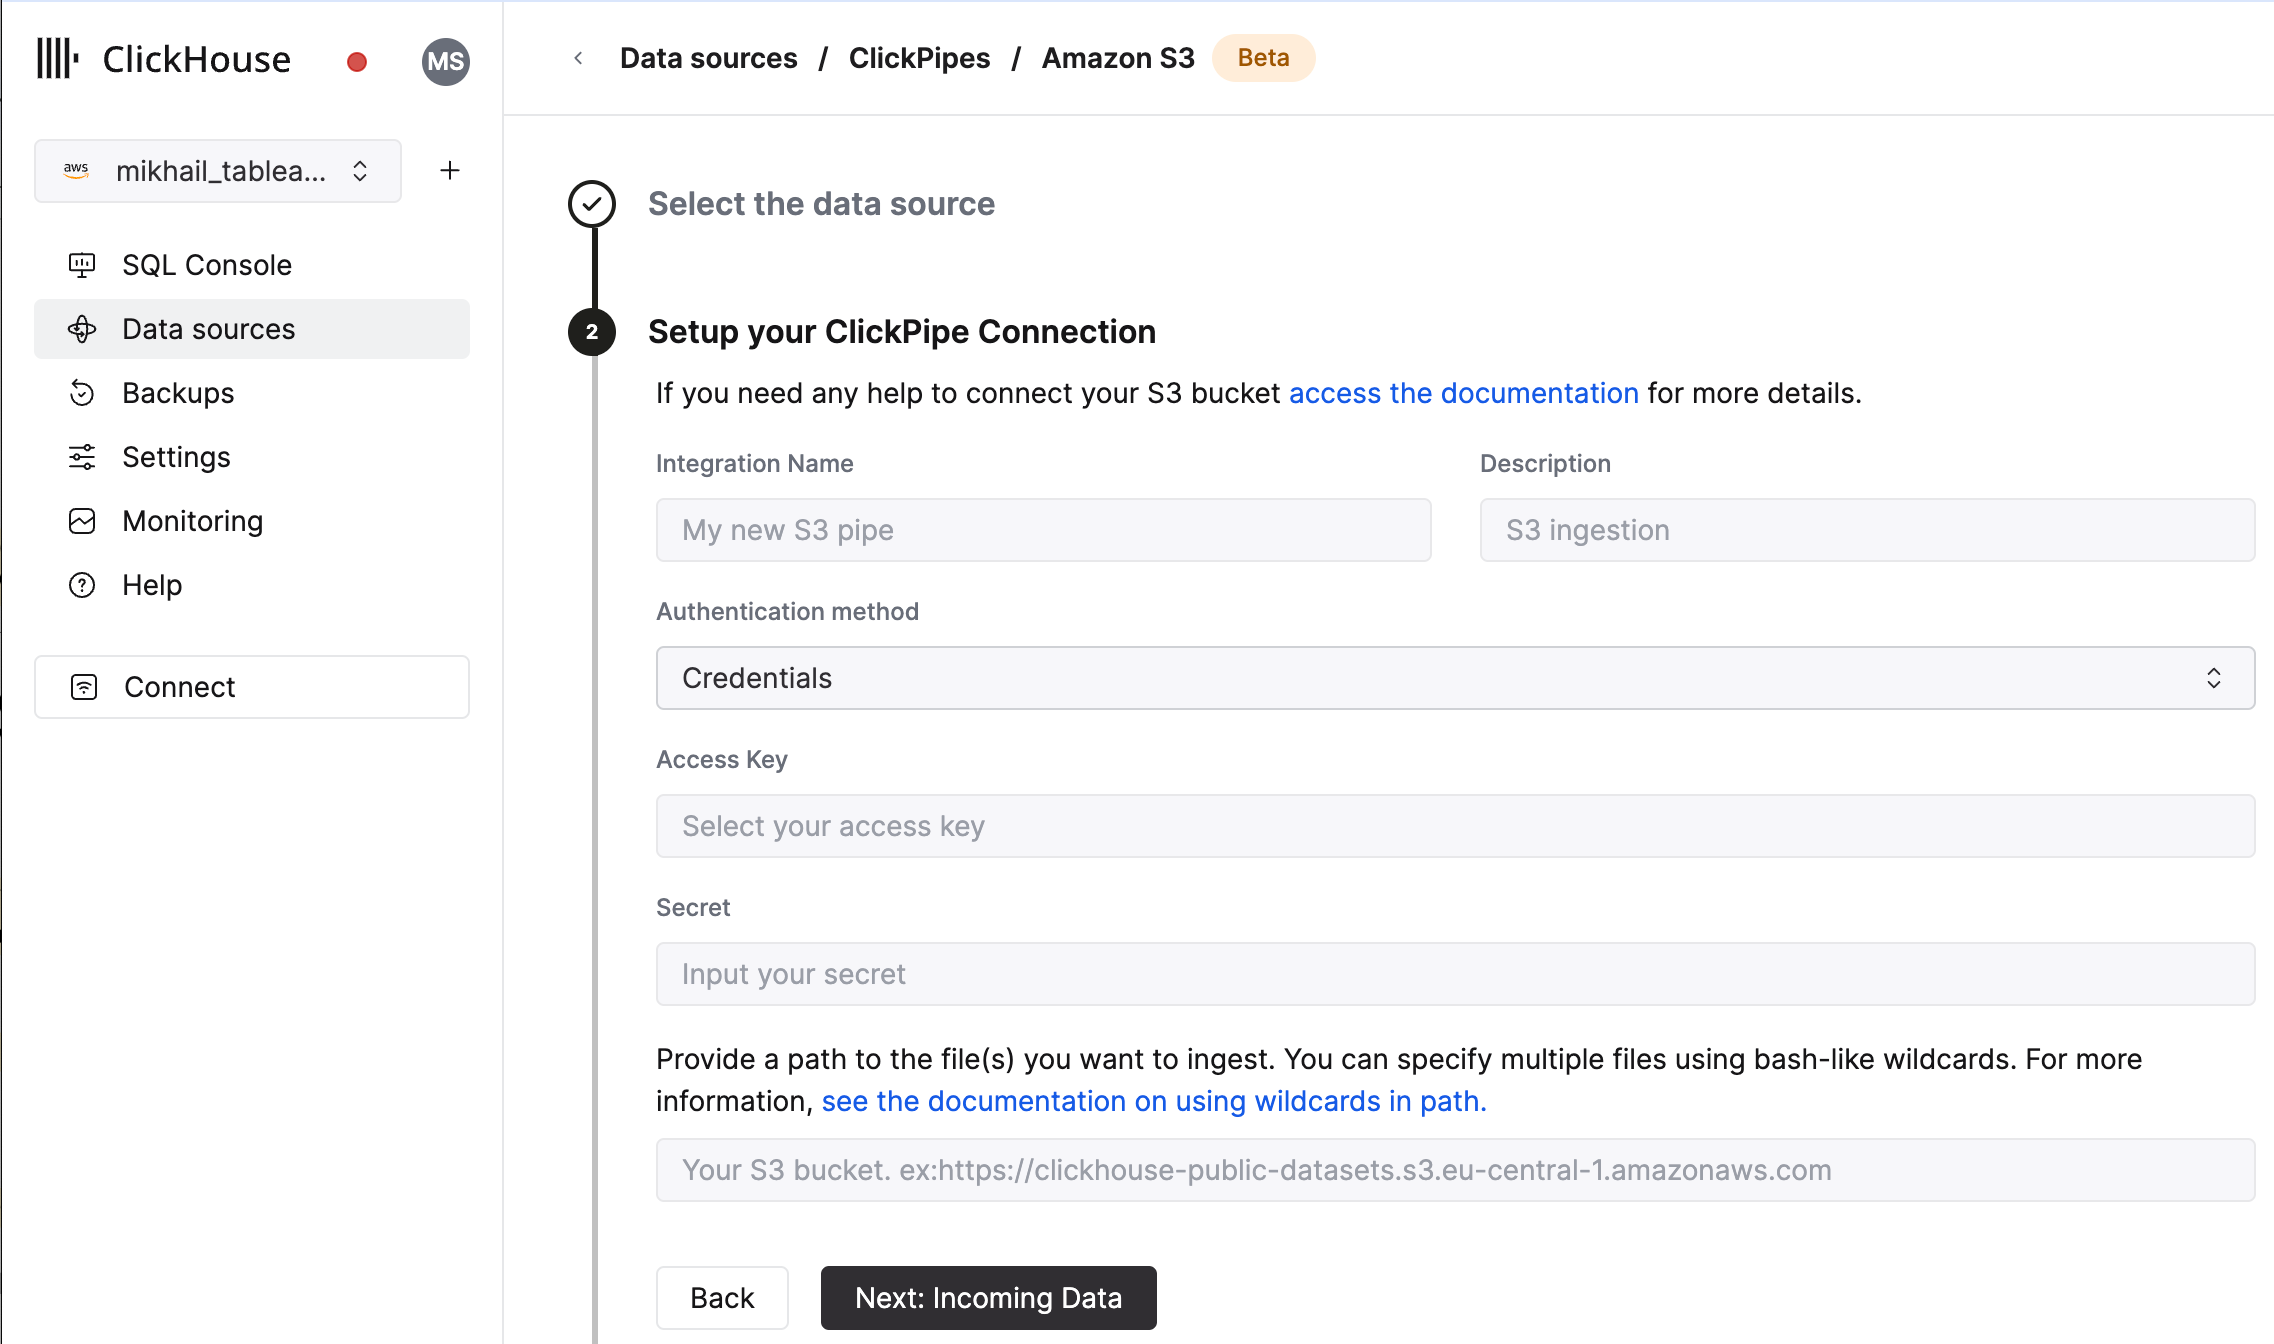 ClickHouse
MS
aws mikhail_tablea...
SQL Console
Data sources
Backups
Settings
Monitoring
Help
Connect
Data sources / ClickPipes / Amazon S3 Beta
Select the data source
2 Setup your ClickPipe Connection
If you need any help to connect your S3 bucket access the documentation for more details.
Integration Name
My new S3 pipe
Description
S3 ingestion
Authentication method
Credentials
Access Key
Select your access key
Secret
Input your secret
Provide a path to the file(s) you want to ingest. You can specify multiple files using bash-like wildcards. For more
information, see the documentation on using wildcards in path.
Your S3 bucket. ex:https://clickhouse-public-datasets.s3.eu-central-1.amazonaws.com
Back
Next: Incoming Data